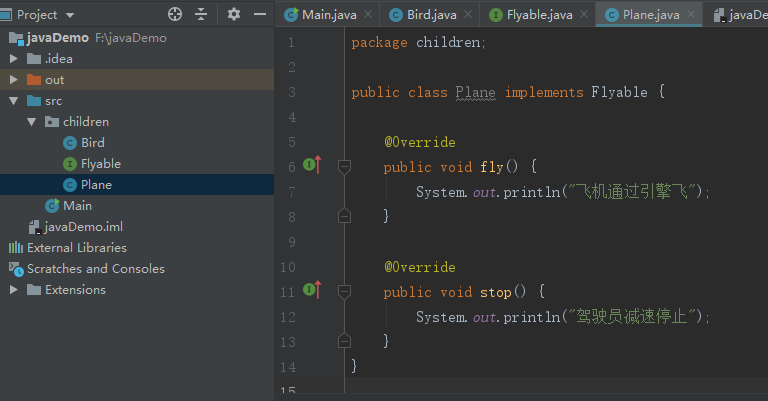 Project
javaDemo F:\javaDemo
.idea
out
src
children
Bird
Flyable
Plane
Main
javaDemo.iml
External Libraries
Scratches and Consoles
Extensions
Main.java Bird.java Flyable.java Plane.java javaDe
1 package children;
2
3 public class Plane implements Flyable {
4
5 @Override
6 public void fly() {
7 System.out.println("飞机通过引擎飞");
8 }
9
10 @Override
11 public void stop() {
12 System.out.println("驾驶员减速停止");
13 }
14 }
15